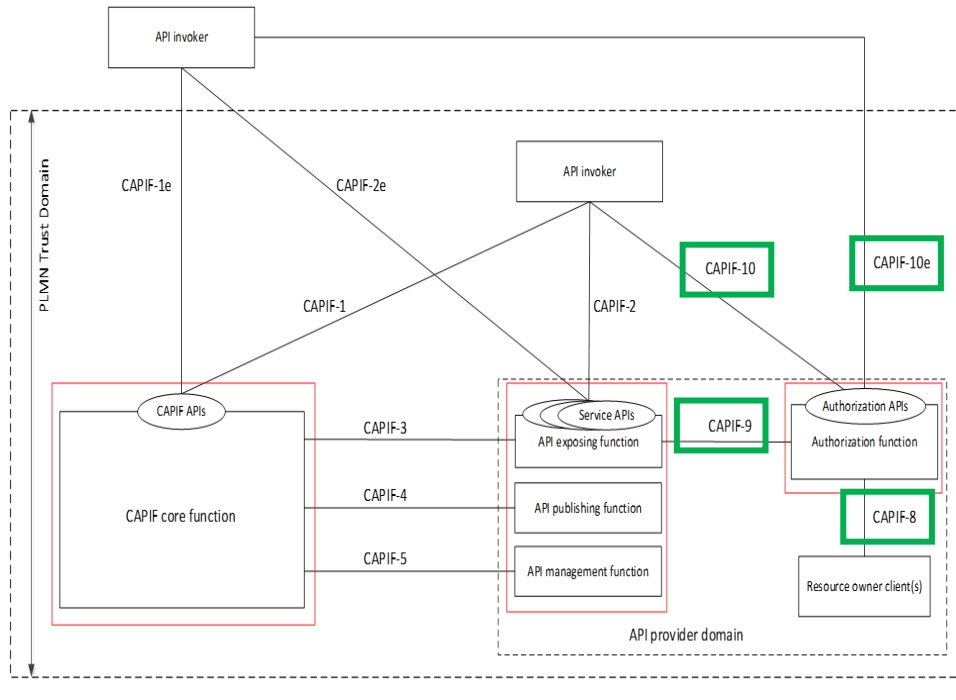 API invoker
API invoker
CAPIF-1e
CAPIF-2e
PLMN Trust Domain
CAPIF-10
CAPIF-10e
CAPIF-1
CAPIF-2
CAPIF APIs
Service APIs
Authorization APIs
CAPIF-3
API exposing function
CAPIF-9
Authorization function
CAPIF-4
API publishing function
CAPIF core function
CAPIF-8
CAPIF-5
API management function
Resource owner client(s)
API provider domain